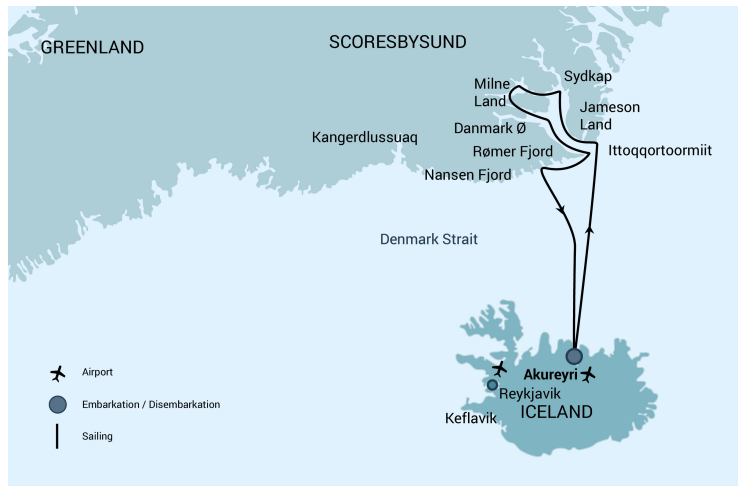 GREENLAND
SCORESBYSUND
Sydkap
Milne
Land
Jameson
Land
Danmark Ø
Kangerdlussuaq
Rømer Fjord
Ittoqqortoormiit
Nansen Fjord
Denmark Strait
Airport
Embarkation / Disembarkation
Sailing
Akureyri
Reykjavik
ICELAND
Keflavik